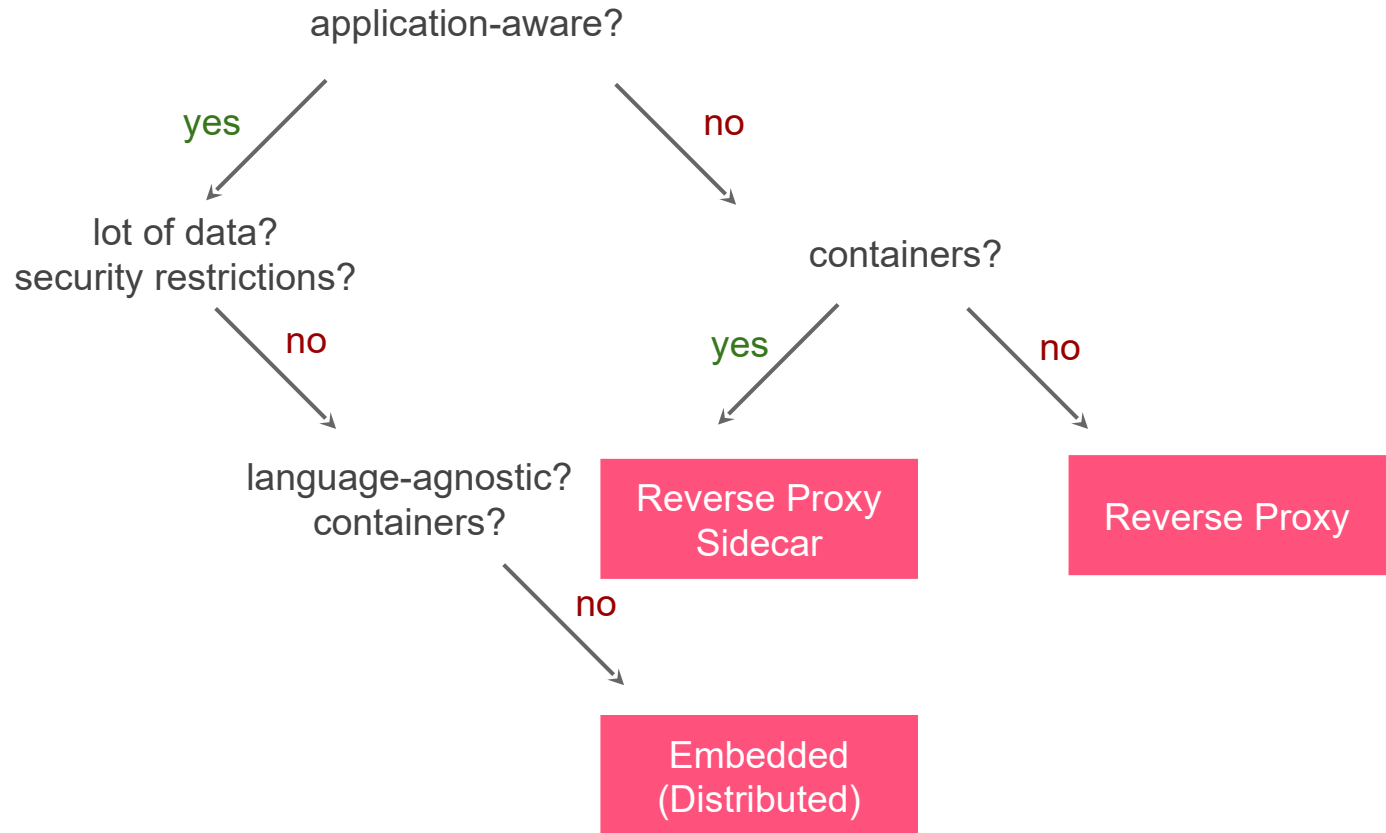 application-aware?
yes
no
lot of data?
security restrictions?
containers?
no
yes
no
language-agnostic?
containers?
Reverse Proxy
Sidecar
Reverse Proxy
no
Embedded
(Distributed)